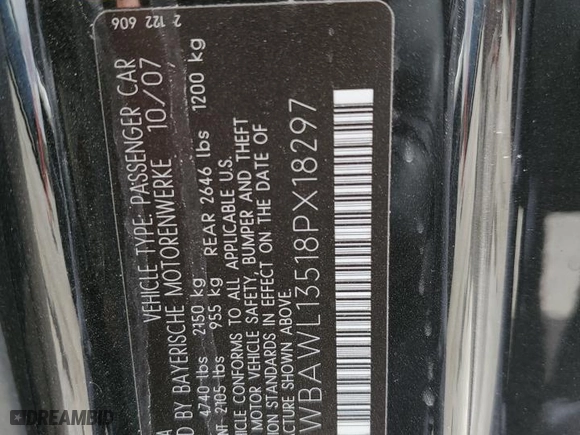 2 122 606
VEHICLE TYPE: PASSENGER CAR
D BY BAYERISCHE MOTORENWERKE 10/07
4740 lbs 2150 kg
2105 lbs 955 kg REAR 2646 lbs 1200 kg
VEHICLE CONFORMS TO ALL APPLICABLE U.S.
MOTOR VEHICLE SAFETY, BUMPER AND THEFT
STANDARDS IN EFFECT ON THE DATE OF
SHOWN ABOVE.
WBAWL13518PX18297
DREAMBID